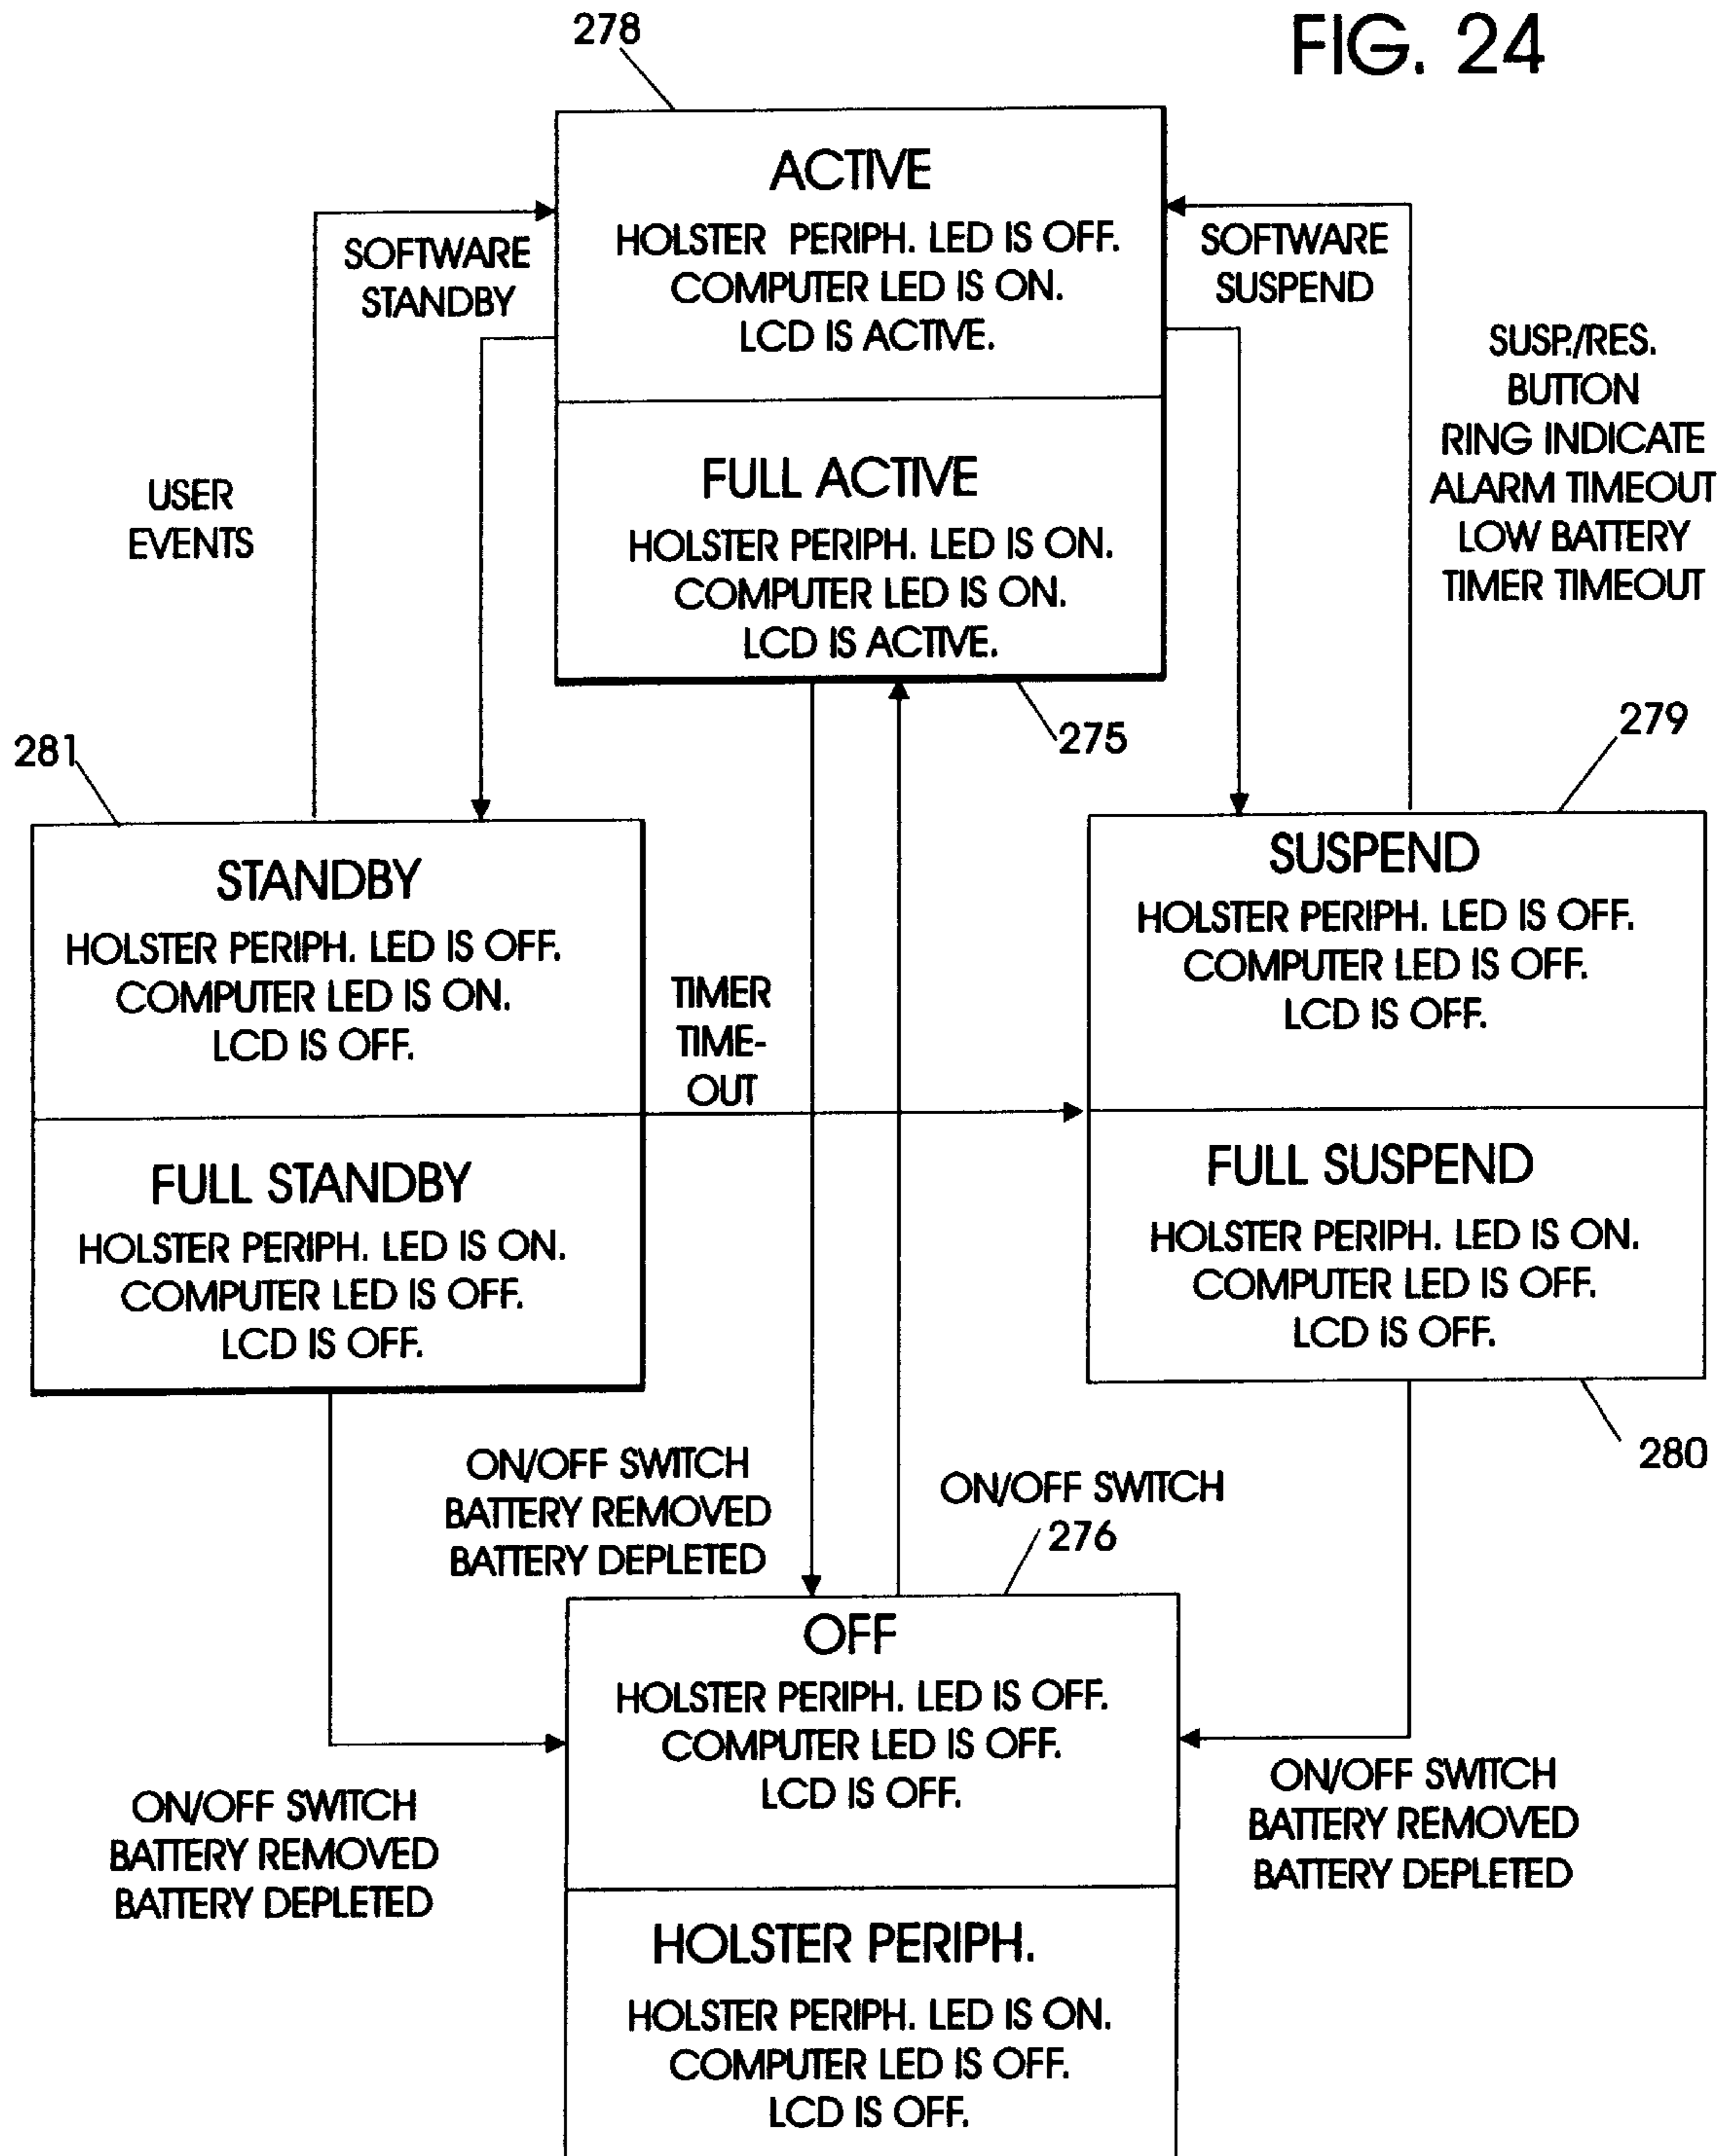 FIG. 24
278
ACTIVE
HOLSTER PERIPH. LED IS OFF.
COMPUTER LED IS ON.
LCD IS ACTIVE.
SOFTWARE
STANDBY
SOFTWARE
SUSPEND
FULL ACTIVE
HOLSTER PERIPH. LED IS ON.
COMPUTER LED IS ON.
LCD IS ACTIVE.
USER
EVENTS
SUSP./RES.
BUTTON
RING INDICATE
ALARM TIMEOUT
LOW BATTERY
TIMER TIMEOUT
275
281
279
STANDBY
HOLSTER PERIPH. LED IS OFF.
COMPUTER LED IS ON.
LCD IS OFF.
TIMER
TIME-
OUT
SUSPEND
HOLSTER PERIPH. LED IS OFF.
COMPUTER LED IS OFF.
LCD IS OFF.
FULL STANDBY
HOLSTER PERIPH. LED IS ON.
COMPUTER LED IS OFF.
LCD IS OFF.
FULL SUSPEND
HOLSTER PERIPH. LED IS ON.
COMPUTER LED IS OFF.
LCD IS OFF.
280
ON/OFF SWITCH
BATTERY REMOVED
BATTERY DEPLETED
ON/OFF SWITCH
276
OFF
HOLSTER PERIPH. LED IS OFF.
COMPUTER LED IS OFF.
LCD IS OFF.
ON/OFF SWITCH
BATTERY REMOVED
BATTERY DEPLETED
ON/OFF SWITCH
BATTERY REMOVED
BATTERY DEPLETED
HOLSTER PERIPH.
HOLSTER PERIPH. LED IS ON.
COMPUTER LED IS OFF.
LCD IS OFF.